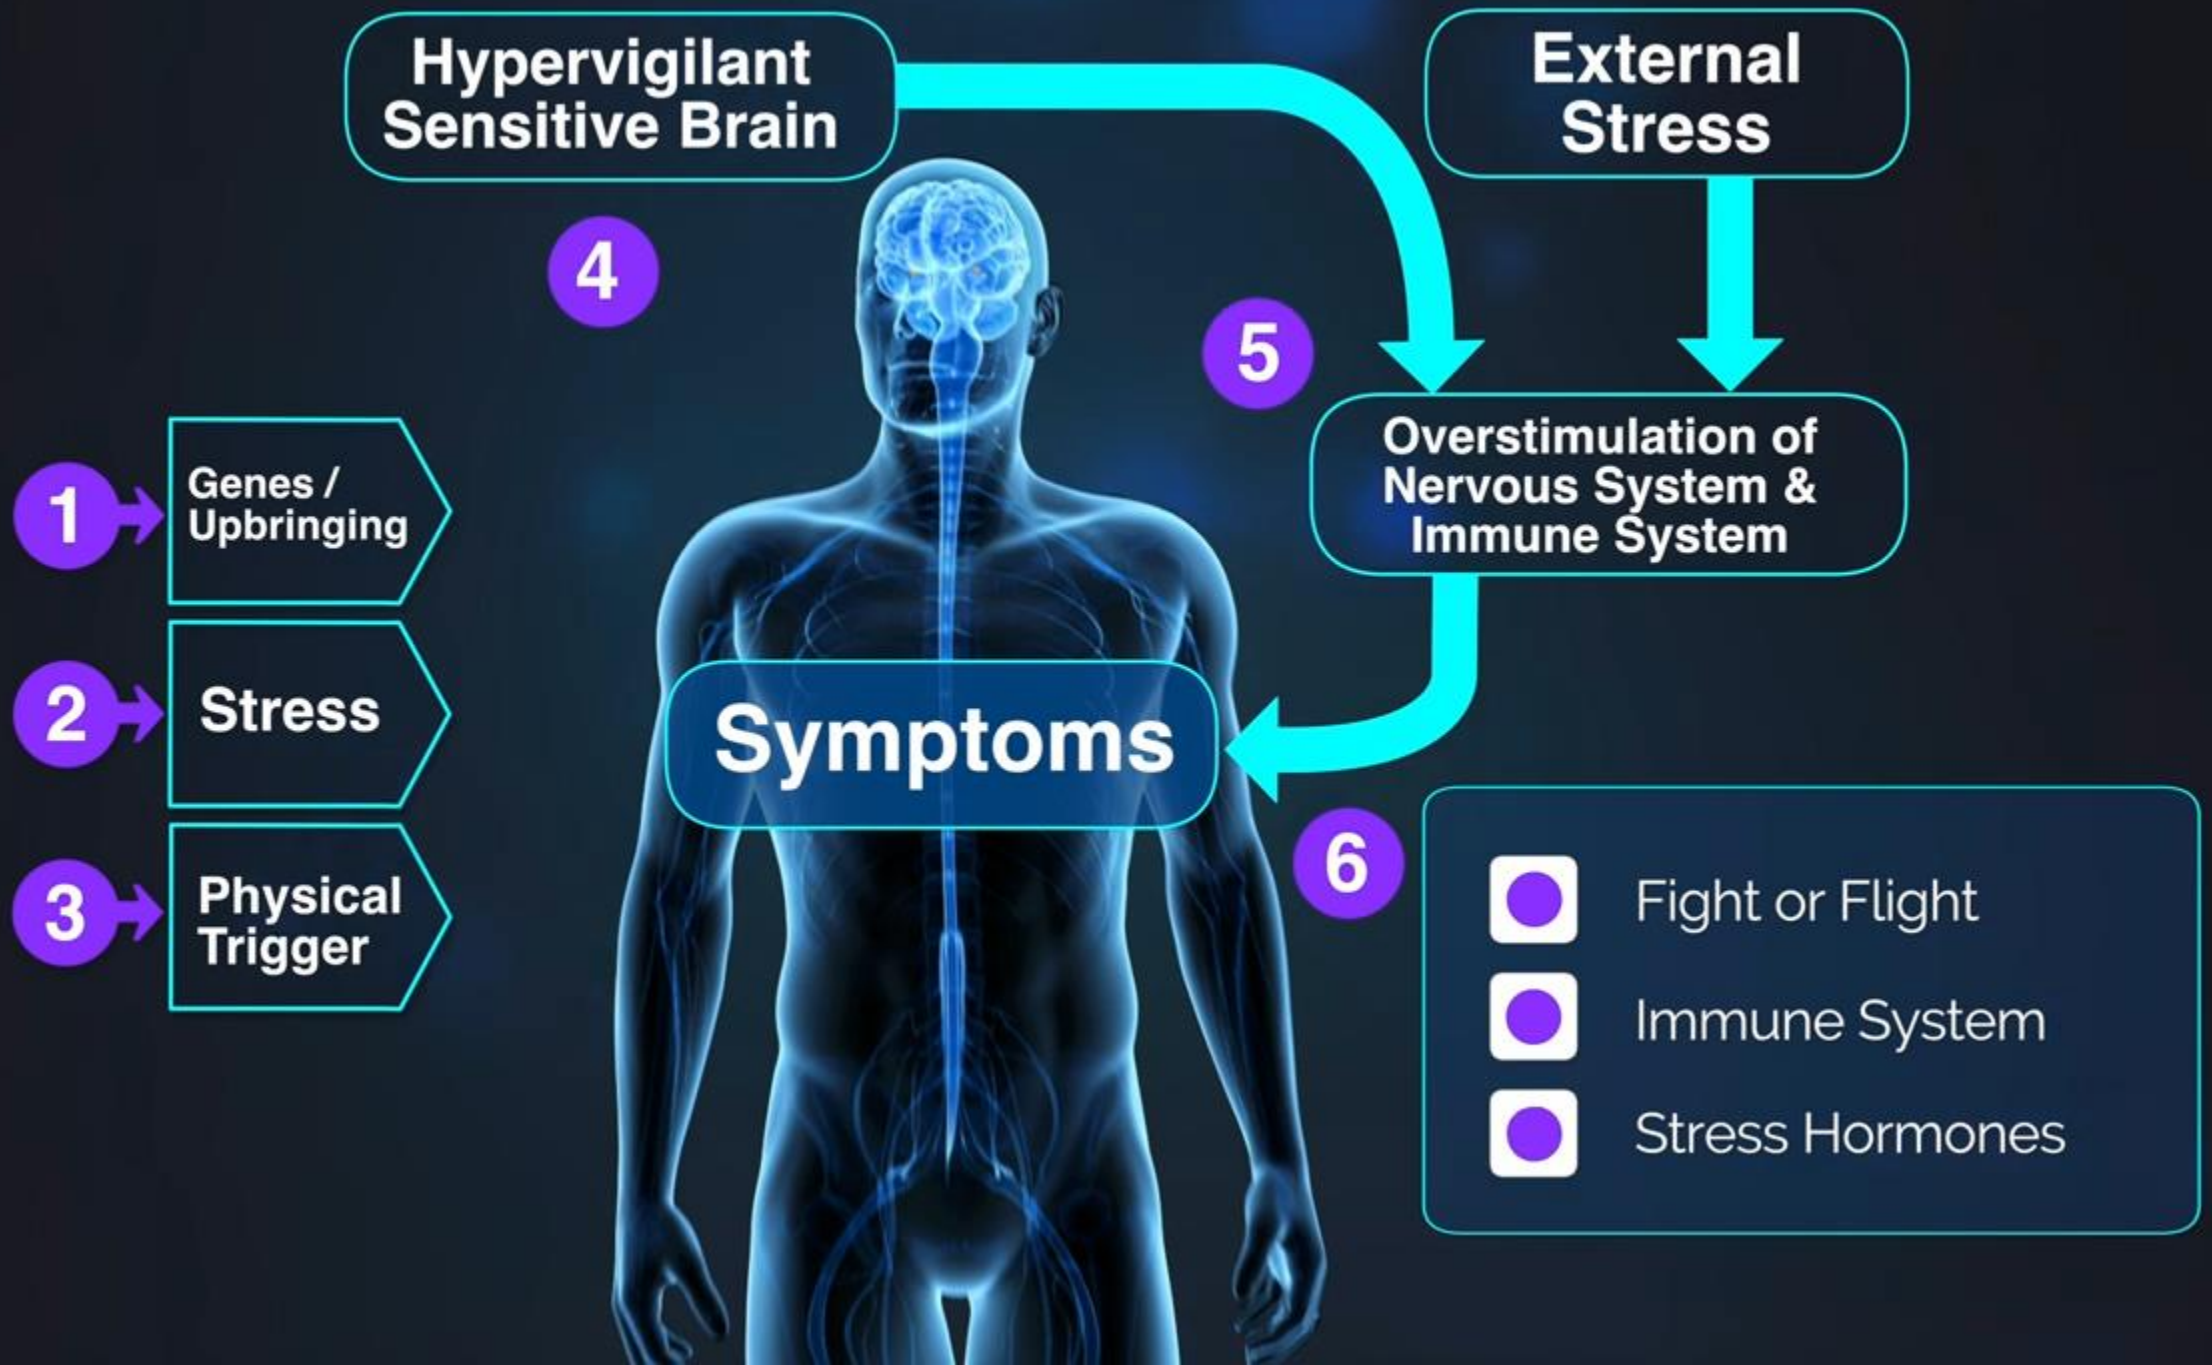 Hypervigilant
Sensitive Brain
External
Stress
4
5
Overstimulation of
Nervous System &
Immune System
1
Genes /
Upbringing
2
Stress
3
Physical
Trigger
Symptoms
6
Fight or Flight
Immune System
Stress Hormones